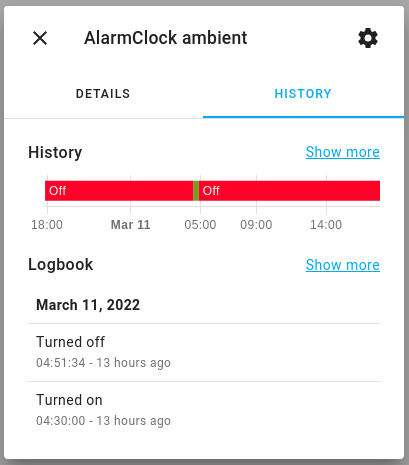 AlarmClock ambient
DETAILS HISTORY
History Show more
Off Off
18:00 Mar 11 05:00 09:00 14:00
Logbook Show more
March 11, 2022
Turned off
04:51:34 - 13 hours ago
Turned on
04:30:00 - 13 hours ago